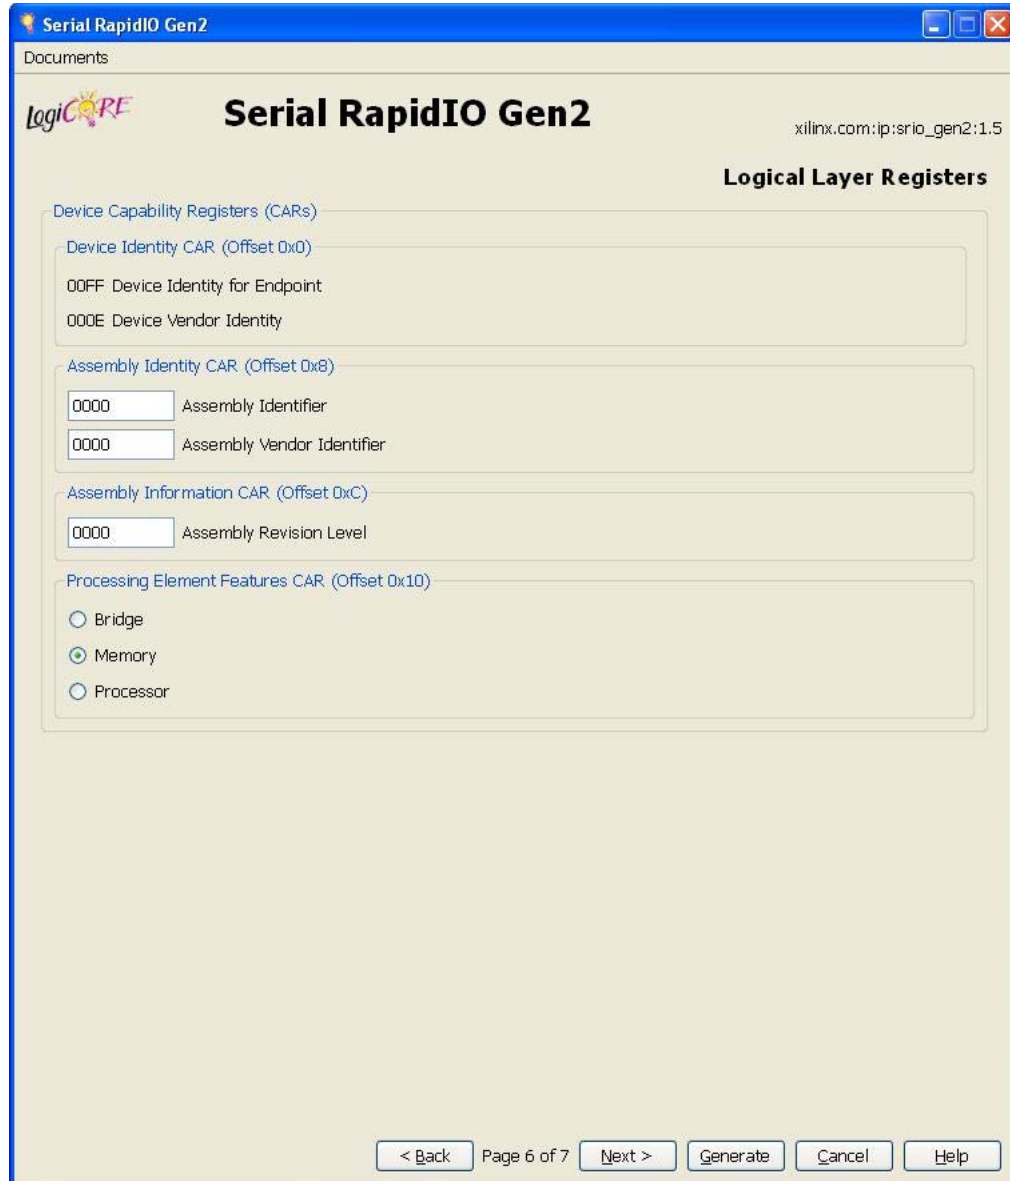 Serial RapidIO Gen2
Documents
LogiCORE
Serial RapidIO Gen2
xilinx.com:ip:srio_gen2:1.5
Logical Layer Registers
Device Capability Registers (CARs)
Device Identity CAR (Offset 0x0)
00FF Device Identity for Endpoint
000E Device Vendor Identity
Assembly Identity CAR (Offset 0x8)
0000 Assembly Identifier
0000 Assembly Vendor Identifier
Assembly Information CAR (Offset 0xC)
0000 Assembly Revision Level
Processing Element Features CAR (Offset 0x10)
Bridge
Memory
Processor
< Back Page 6 of 7 Next > Generate Cancel Help